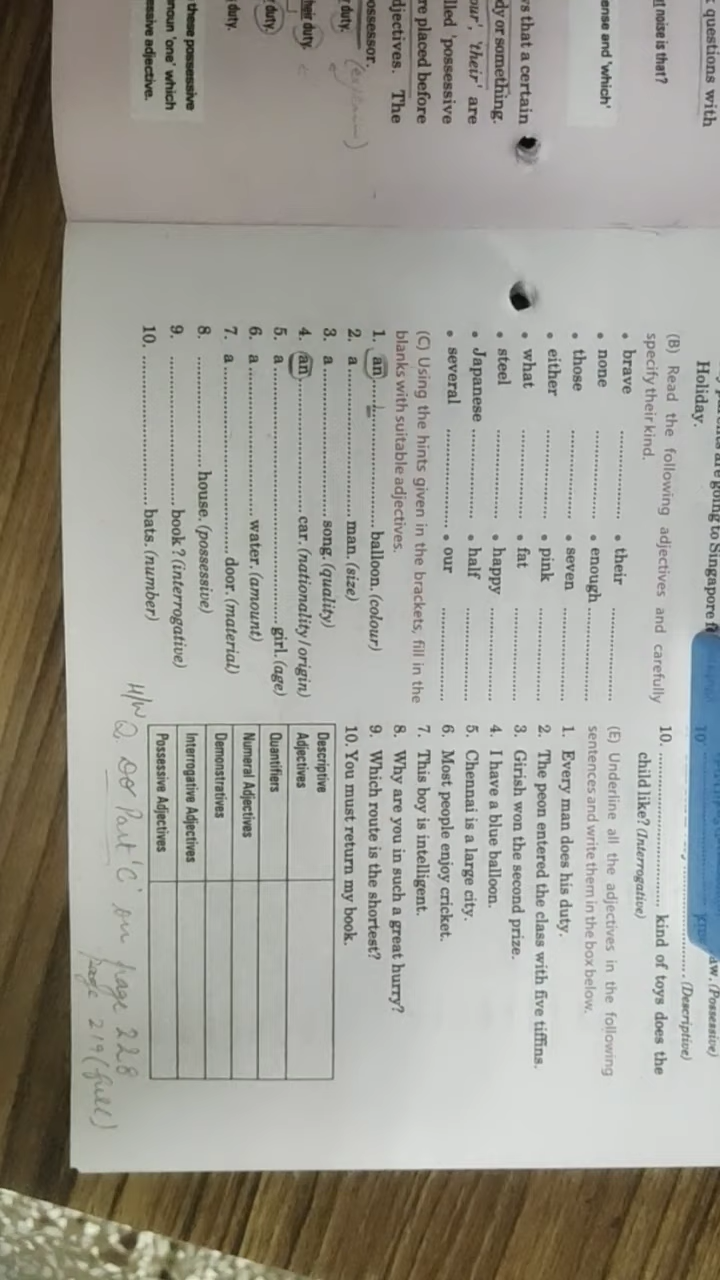 k questions with
noise is that?
ense and 'which'
vs that a certain
dy or something.
our', 'their' are
lled 'possessive
re placed before
djectives. The
ossessor.
duty.
heir duty.
duty.
duty.
these possessive
noun 'one' which
essive adjective.
are going to Singapore
Holiday.
(B) Read the following adjectives and carefully
specify their kind.
• brave .................... • their ....................
• none .................... • enough ....................
• those .................... • seven ....................
• either .................... • pink ....................
• what .................... • fat ....................
• steel .................... • happy ....................
• Japanese .................... • half ....................
• several .................... • our ....................
(C) Using the hints given in the brackets, fill in the
blanks with suitable adjectives.
1. an .................... balloon. (colour)
2. a .................... man. (size)
3. a .................... song. (quality)
4. an .................... car. (nationality/origin)
5. a .................... girl. (age)
6. a .................... water. (amount)
7. a .................... door. (material)
8. .................... house. (possessive)
9. .................... book? (interrogative)
10. .................... bats. (number)
aw. (Possessive)
10
.................... . (Descriptive)
10. .................... kind of toys does the
child like? (Interrogative)
(E) Underline all the adjectives in the following
sentences and write them in the box below.
1. Every man does his duty.
2. The peon entered the class with five tiffins.
3. Girish won the second prize.
4. I have a blue balloon.
5. Chennai is a large city.
6. Most people enjoy cricket.
7. This boy is intelligent.
8. Why are you in such a great hurry?
9. Which route is the shortest?
10. You must return my book.
Descriptive
Adjectives
Quantifiers
Numeral Adjectives
Demonstratives
Interrogative Adjectives
Possessive Adjectives
H/W
Q Do Part 'C' on page 228
page 219 (full)